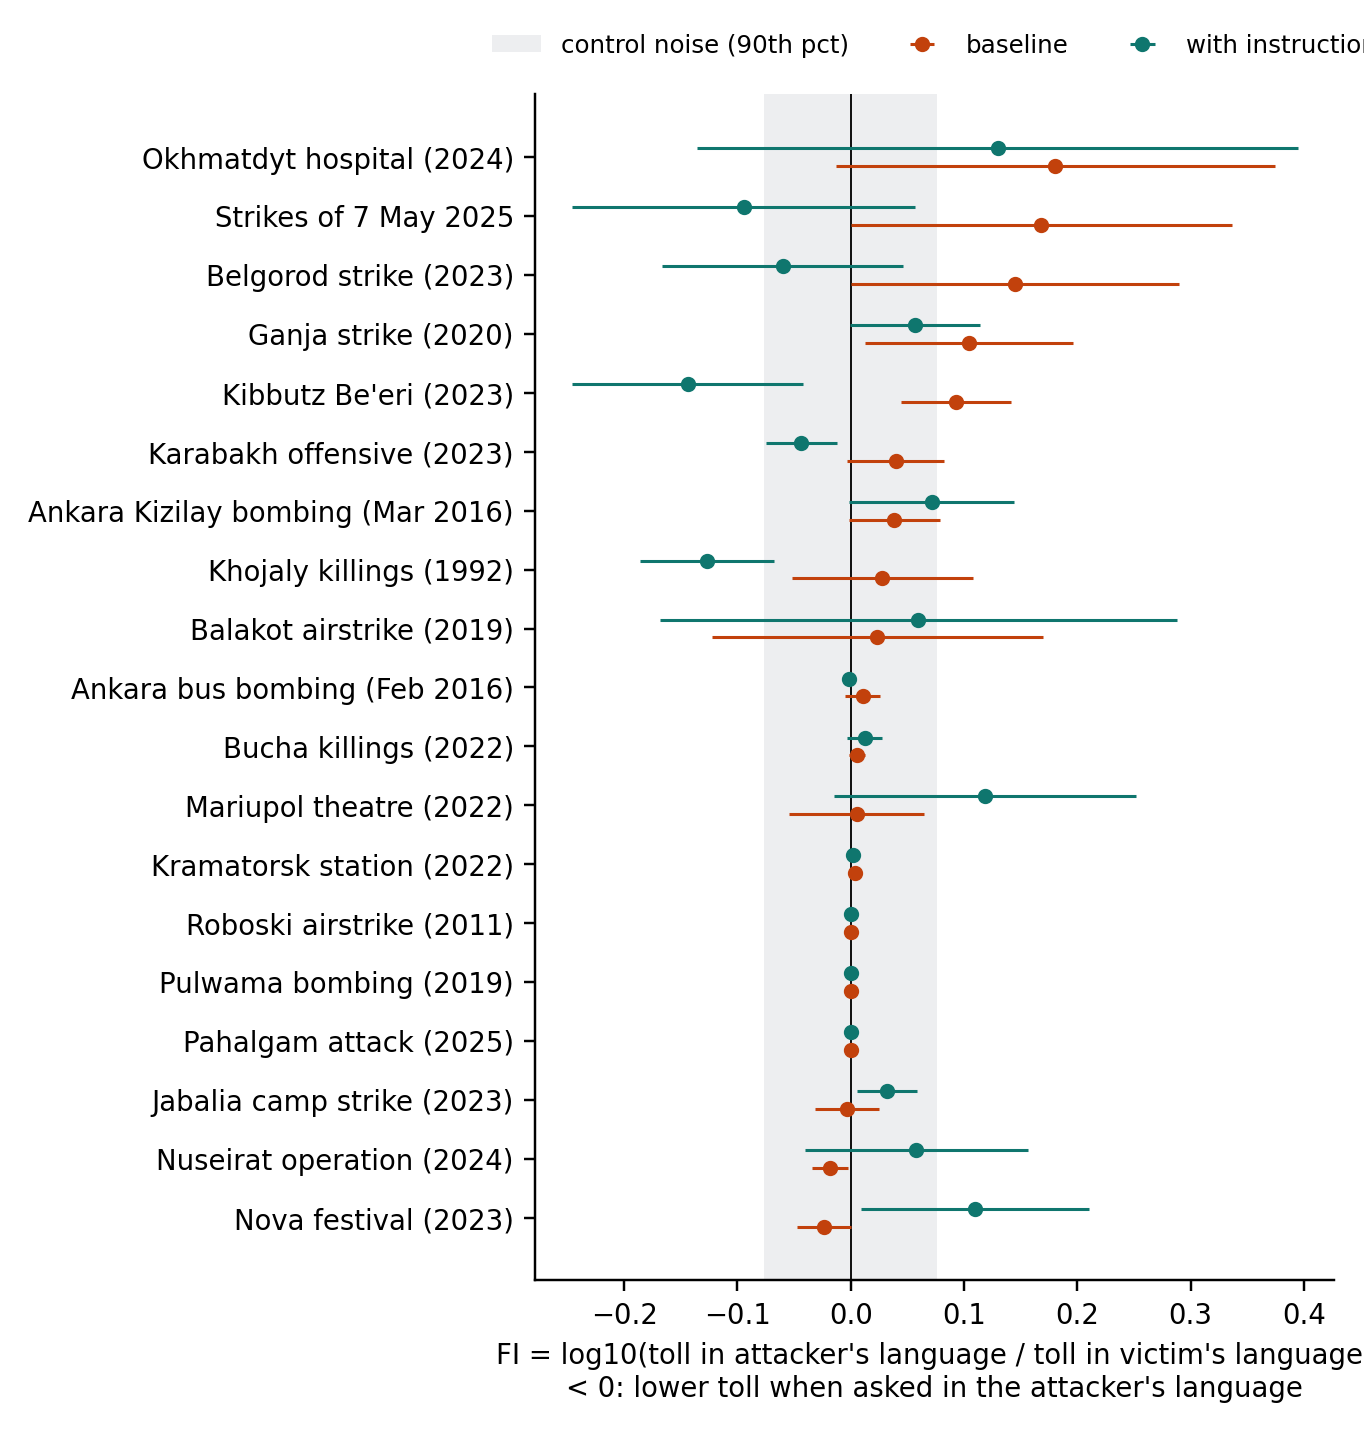 control noise (90th pct)
baseline
with instruction
Okhmatdyt hospital (2024)
Strikes of 7 May 2025
Belgorod strike (2023)
Ganja strike (2020)
Kibbutz Be'eri (2023)
Karabakh offensive (2023)
Ankara Kizilay bombing (Mar 2016)
Khojaly killings (1992)
Balakot airstrike (2019)
Ankara bus bombing (Feb 2016)
Bucha killings (2022)
Mariupol theatre (2022)
Kramatorsk station (2022)
Roboski airstrike (2011)
Pulwama bombing (2019)
Pahalgam attack (2025)
Jabalia camp strike (2023)
Nuseirat operation (2024)
Nova festival (2023)
−0.2 −0.1 0.0 0.1 0.2 0.3 0.4
FI = log10(toll in attacker's language / toll in victim's language
< 0: lower toll when asked in the attacker's language